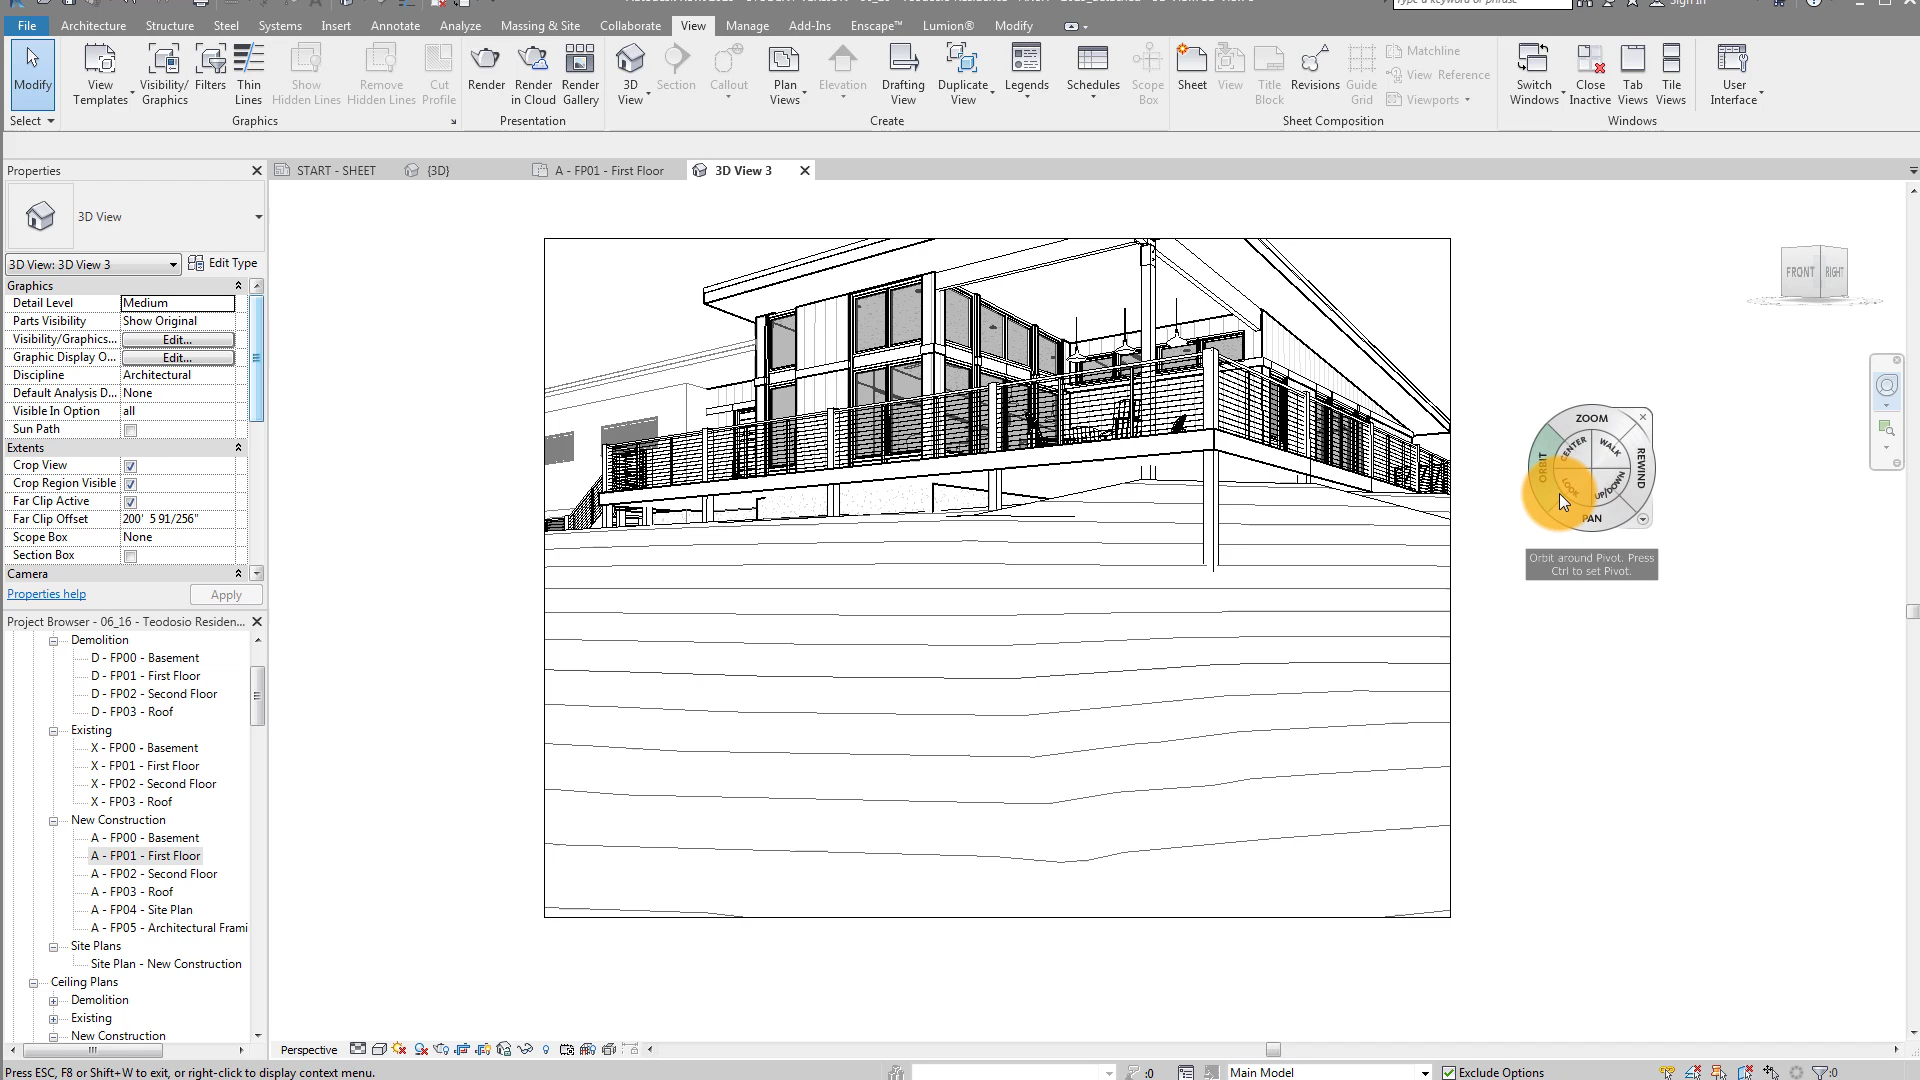 File Architecture Structure Steel Systems Insert Annotate Analyze Massing & Site Collaborate View Manage Add-Ins Enscape™ Lumion® Modify
Modify
View Templates
Visibility/ Graphics
Filters
Thin Lines
Show Hidden Lines
Remove Hidden Lines
Cut Profile
Render
Render in Cloud
Render Gallery
3D View
Section
Callout
Plan Views
Elevation
Drafting View
Duplicate View
Legends
Schedules
Scope Box
Sheet
View
Title Block
Revisions
Guide Grid
Matchline
View Reference
Viewports
Switch Windows
Close Inactive
Tab Views
Tile Views
User Interface
Select
Graphics
Presentation
Create
Sheet Composition
Windows
Properties
START - SHEET
{3D}
A - FP01 - First Floor
3D View 3
3D View
3D View: 3D View 3
Edit Type
Graphics
Detail Level Medium
Parts Visibility Show Original
Visibility/Graphics... Edit...
Graphic Display O... Edit...
Discipline Architectural
Default Analysis D... None
Visible In Option all
Sun Path
Extents
Crop View
Crop Region Visible
Far Clip Active
Far Clip Offset 200' 5 91/256"
Scope Box None
Section Box
Camera
Properties help
Apply
Project Browser - 06_16 - Teodosio Residen...
Demolition
D - FP00 - Basement
D - FP01 - First Floor
D - FP02 - Second Floor
D - FP03 - Roof
Existing
X - FP00 - Basement
X - FP01 - First Floor
X - FP02 - Second Floor
X - FP03 - Roof
New Construction
A - FP00 - Basement
A - FP01 - First Floor
A - FP02 - Second Floor
A - FP03 - Roof
A - FP04 - Site Plan
A - FP05 - Architectural Frami
Site Plans
Site Plan - New Construction
Ceiling Plans
Demolition
Existing
New Construction
FRONT
RIGHT
ZOOM
CENTER
WALK
ORBIT
REWIND
LOOK
UP/DOWN
PAN
Orbit around Pivot. Press
Ctrl to set Pivot.
Perspective
Press ESC, F8 or Shift+W to exit, or right-click to display context menu.
:0
Main Model
Exclude Options
:0